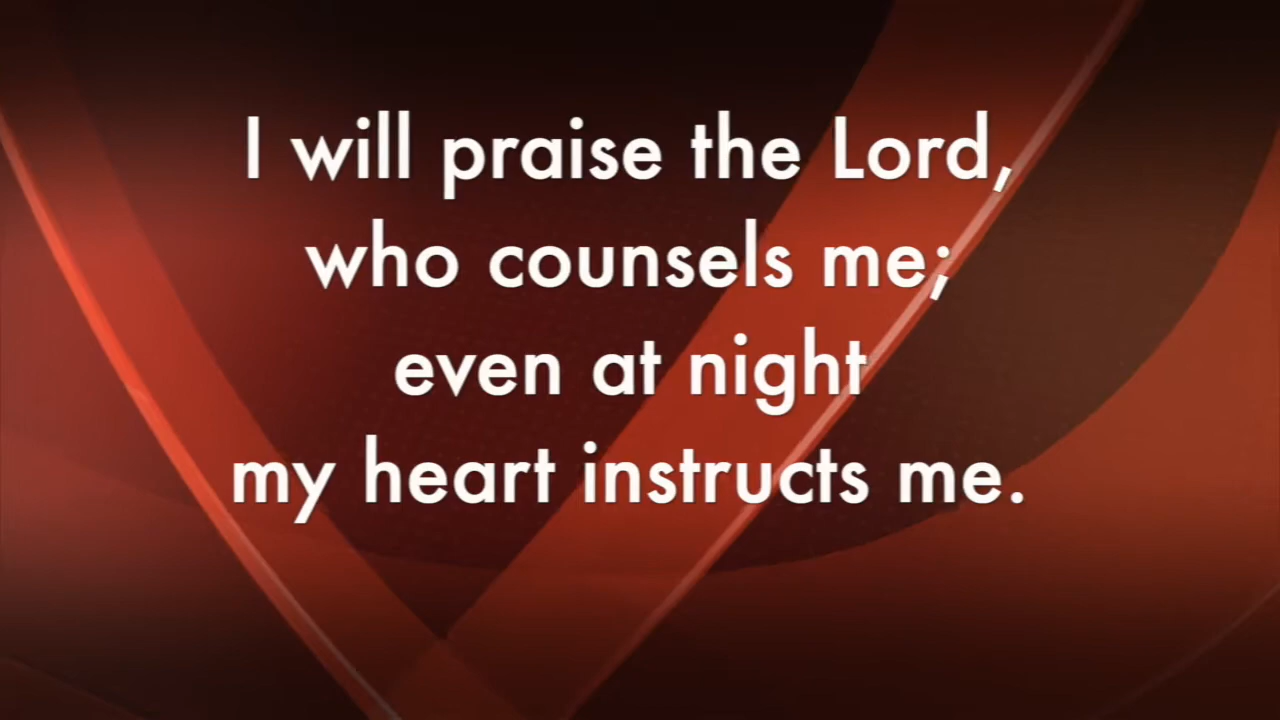 I will praise the Lord,
who counsels me;
even at night
my heart instructs me.